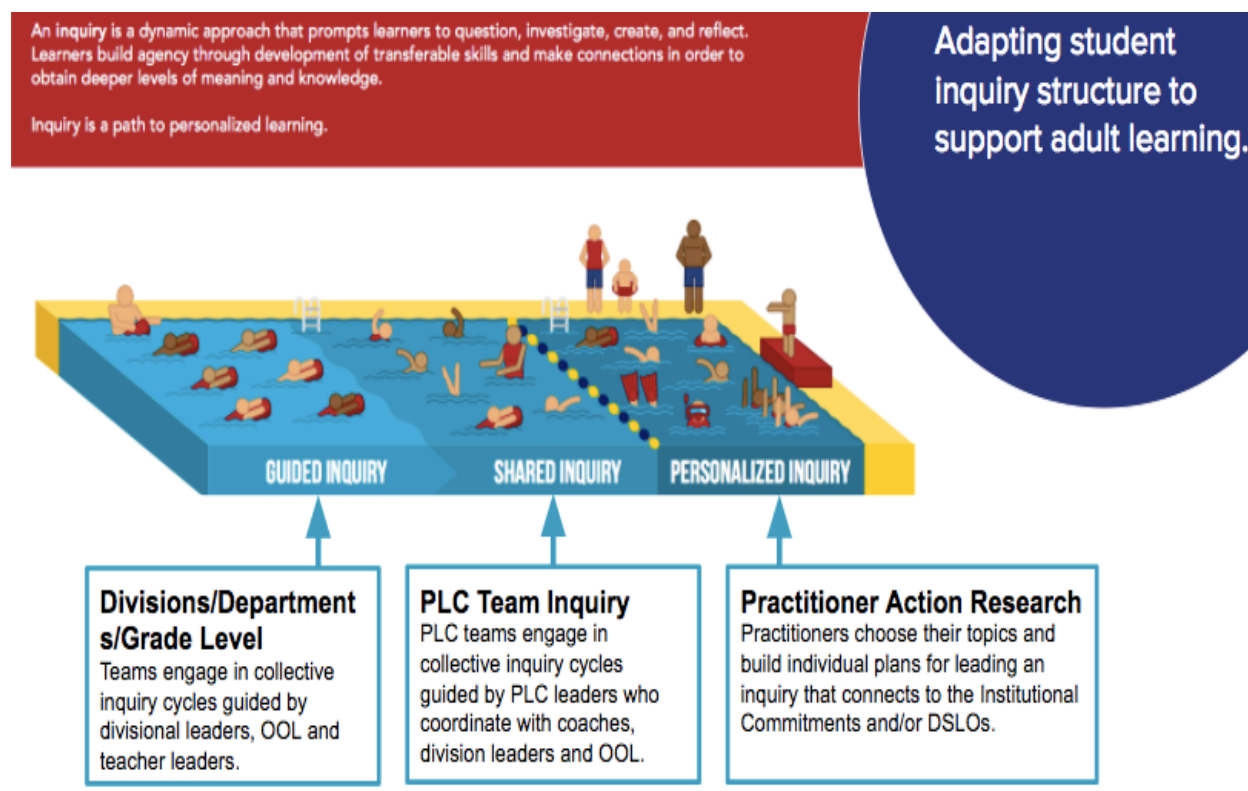 An inquiry is a dynamic approach that prompts learners to question, investigate, create, and reflect.
Learners build agency through development of transferable skills and make connections in order to
obtain deeper levels of meaning and knowledge.
Inquiry is a path to personalized learning.
Adapting student
inquiry structure to
support adult learning.
GUIDED INQUIRY
SHARED INQUIRY
PERSONALIZED INQUIRY
Divisions/Department
s/Grade Level
Teams engage in collective
inquiry cycles guided by
divisional leaders, OOL and
teacher leaders.
PLC Team Inquiry
PLC teams engage in
collective inquiry cycles
guided by PLC leaders who
coordinate with coaches,
division leaders and OOL.
Practitioner Action Research
Practitioners choose their topics and
build individual plans for leading an
inquiry that connects to the Institutional
Commitments and/or DSLOs.